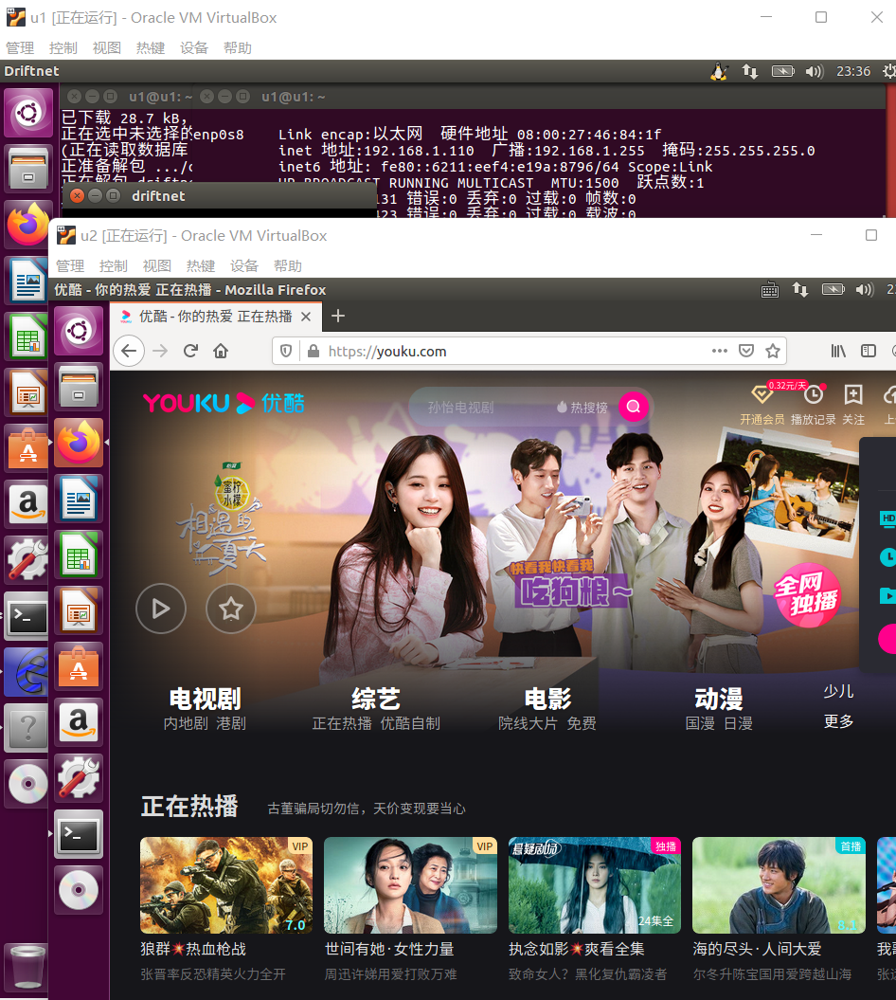 u1 [正在运行] - Oracle VM VirtualBox
管理 控制 视图 热键 设备 帮助
Driftnet 23:36
u1@u1: ~ u1@u1: ~
已下载 28.7 kB,
正在选中未选择的
(正在读取数据库
正准备解包 .../
enp0s8 Link encap:以太网 硬件地址 08:00:27:46:84:1f
inet 地址:192.168.1.110 广播:192.168.1.255 掩码:255.255.255.0
inet6 地址: fe80::6211:eef4:e19a:8796/64 Scope:Link
UP BROADCAST RUNNING MULTICAST MTU:1500 跃点数:1
131 错误:0 丢弃:0 过载:0 帧数:0
423 错误:0 丢弃:0 过载:0 载波:0
driftnet
u2 [正在运行] - Oracle VM VirtualBox
管理 控制 视图 热键 设备 帮助
优酷 - 你的热爱 正在热播 - Mozilla Firefox
优酷 - 你的热爱 正在热播
https://youku.com
YOUKU 优酷
孙怡电视剧 热搜榜
0.32元/天
开通会员 播放记录 关注 上
蜜柠水檬
相遇的夏天
快看我快看我
吃狗粮~
全网独播
HD
电视剧 综艺 电影 动漫 少儿
内地剧 港剧 正在热播 优酷自制 院线大片 免费 国漫 日漫 更多
正在热播 古董骗局切勿信，天价变现要当心
VIP VIP 悬疑剧场 独播 首播
7.0 24集全 8.1
狼群💥热血枪战 世间有她·女性力量 执念如影💥爽看全集 海的尽头·人间大爱 我
张晋率反恐精英火力全开 周迅许娣用爱打败万难 致命女人？黑化复仇霸凌者 尔冬升陈宝国用爱跨越山海 张